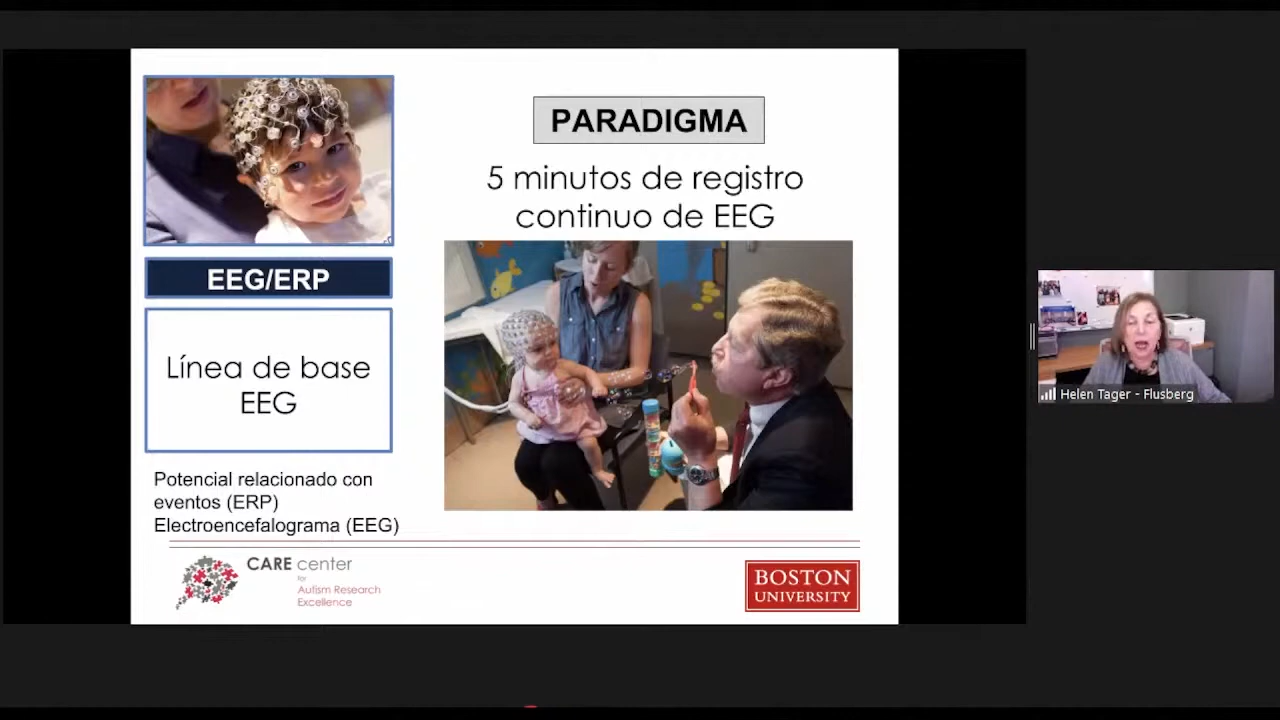 PARADIGMA
5 minutos de registro
continuo de EEG
EEG/ERP
Línea de base
EEG
Potencial relacionado con
eventos (ERP)
Electroencefalograma (EEG)
CARE center
for
Autism Research
Excellence
BOSTON
UNIVERSITY
Helen Tager - Flusberg